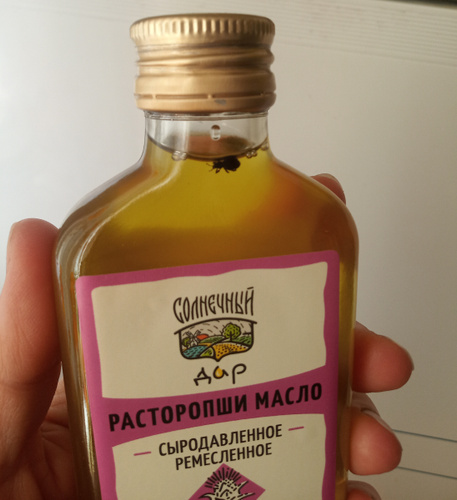 СОЛНЕЧНЫЙ
дар
РАСТОРОПШИ МАСЛО
СЫРОДАВЛЕННОЕ
РЕМЕСЛЕННОЕ